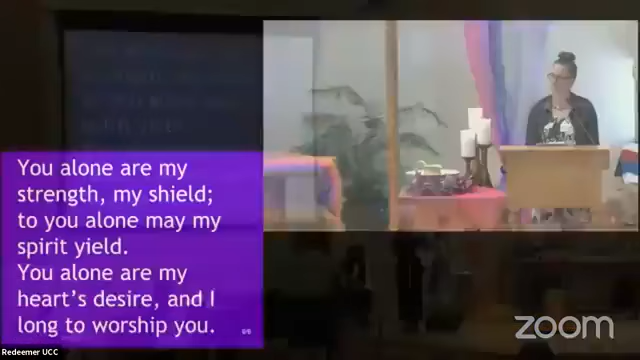 You alone are my
strength, my shield;
to you alone may my
spirit yield.
You alone are my
heart's desire, and I
long to worship you.
zoom
Redeemer UCC